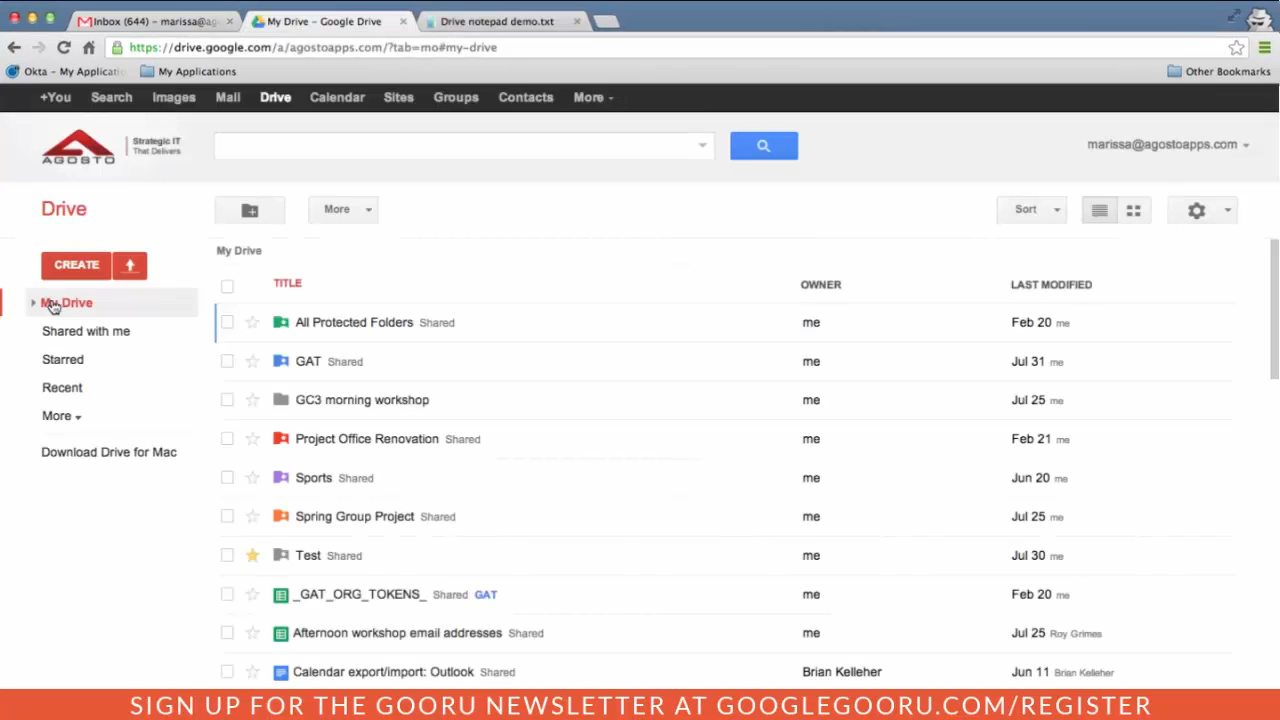 Inbox (644) – marissa@ag My Drive – Google Drive Drive notepad demo.txt
https://drive.google.com/a/agostoapps.com/?tab=mo#my-drive
Okta – My Applicati My Applications Other Bookmarks
+You Search Images Mail Drive Calendar Sites Groups Contacts More
AGOSTO Strategic IT That Delivers marissa@agostoapps.com
Drive More Sort
My Drive
CREATE
TITLE OWNER LAST MODIFIED
My Drive
All Protected Folders Shared me Feb 20 me
Shared with me
GAT Shared me Jul 31 me
Starred
Recent
GC3 morning workshop me Jul 25 me
More
Project Office Renovation Shared me Feb 21 me
Download Drive for Mac
Sports Shared me Jun 20 me
Spring Group Project Shared me Jul 25 me
Test Shared me Jul 30 me
_GAT_ORG_TOKENS_ Shared GAT me Feb 20 me
Afternoon workshop email addresses Shared me Jul 25 Roy Grimes
Calendar export/import: Outlook Shared Brian Kelleher Jun 11 Brian Kelleher
SIGN UP FOR THE GOORU NEWSLETTER AT GOOGLEGOORU.COM/REGISTER